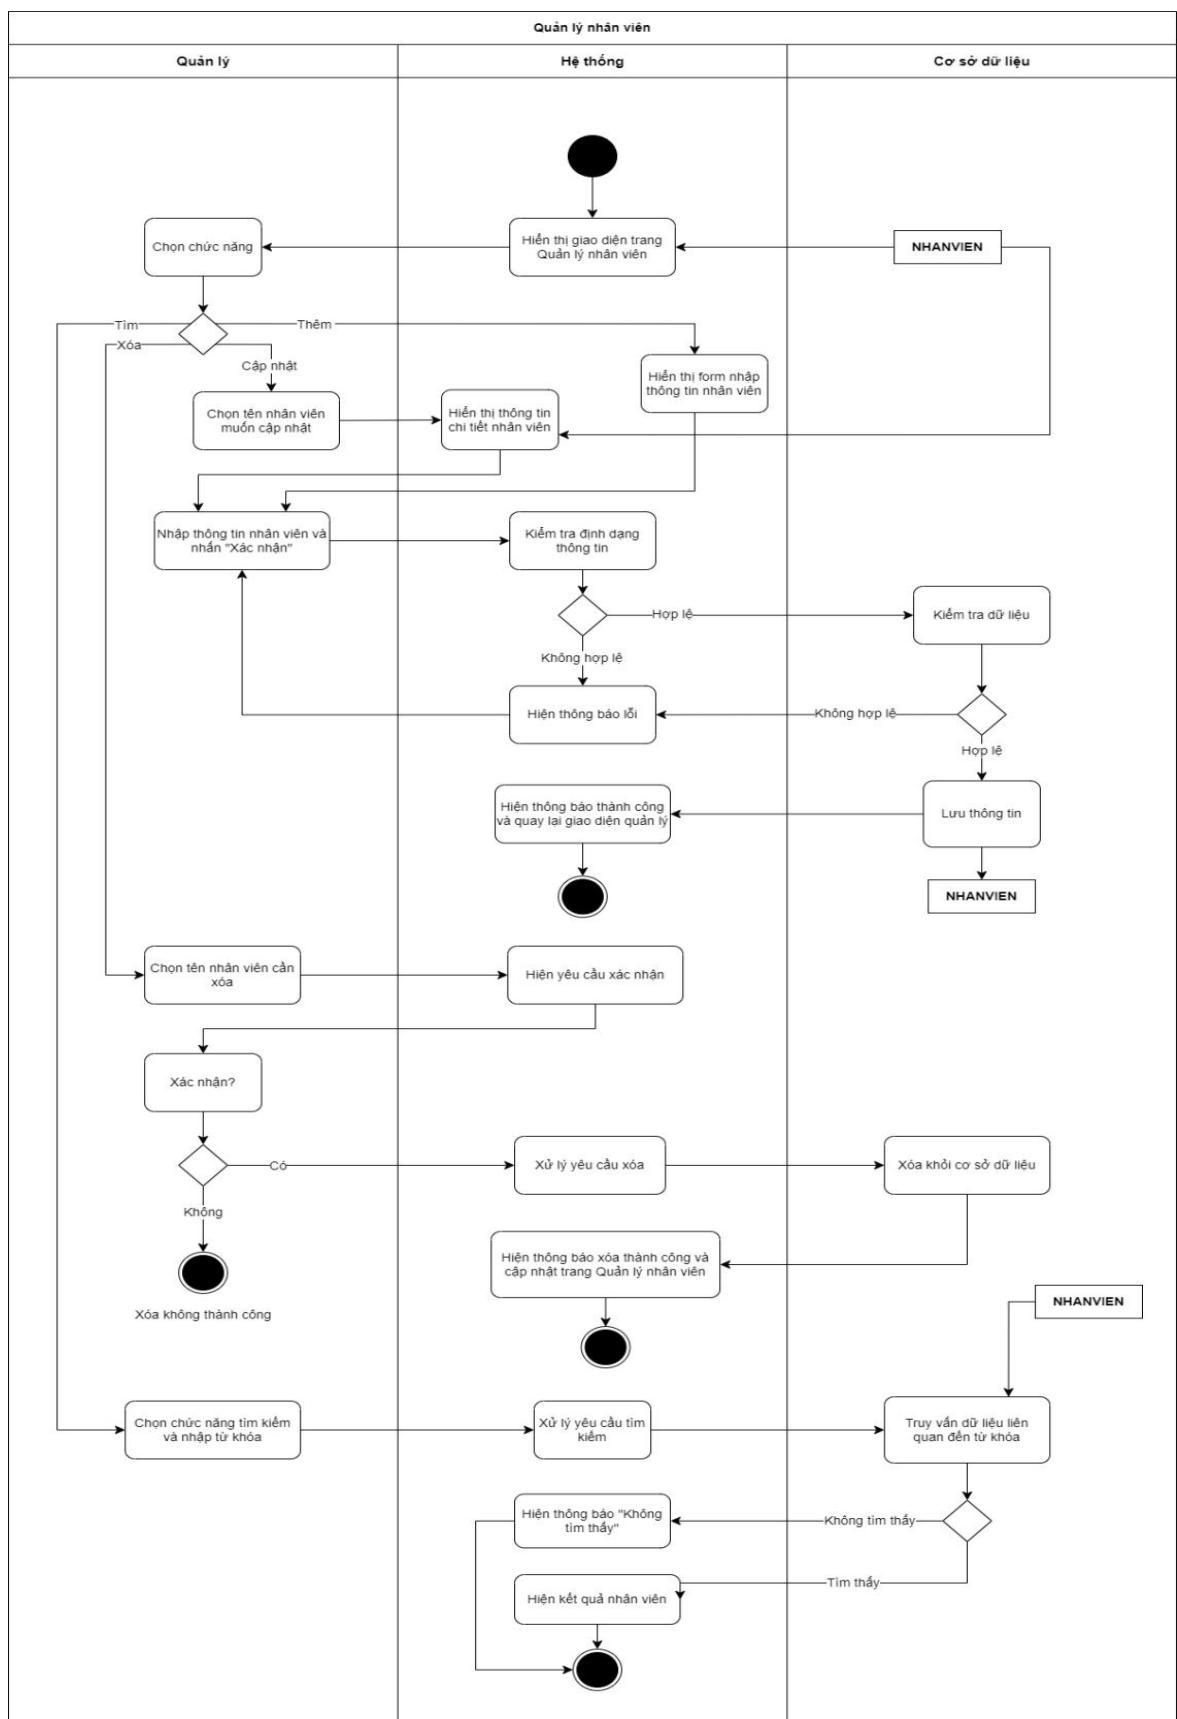 Quản lý nhân viên
Quản lý
Hệ thống
Cơ sở dữ liệu
Chọn chức năng
Hiển thị giao diện trang
Quản lý nhân viên
NHANVIEN
Tìm
Thêm
Xóa
Cập nhật
Hiển thị form nhập
thông tin nhân viên
Chọn tên nhân viên
muốn cập nhật
Hiển thị thông tin
chi tiết nhân viên
Nhập thông tin nhân viên và
nhấn "Xác nhận"
Kiểm tra định dạng
thông tin
Hợp lệ
Kiểm tra dữ liệu
Không hợp lệ
Hiện thông báo lỗi
Không hợp lệ
Hợp lệ
Hiện thông báo thành công
và quay lại giao diện quản lý
Lưu thông tin
NHANVIEN
Chọn tên nhân viên cần
xóa
Hiện yêu cầu xác nhận
Xác nhận?
Có
Xử lý yêu cầu xóa
Xóa khỏi cơ sở dữ liệu
Không
Hiện thông báo xóa thành công và
cập nhật trang Quản lý nhân viên
Xóa không thành công
NHANVIEN
Chọn chức năng tìm kiếm
và nhập từ khóa
Xử lý yêu cầu tìm
kiếm
Truy vấn dữ liệu liên
quan đến từ khóa
Hiện thông báo "Không
tìm thấy"
Không tìm thấy
Tìm thấy
Hiện kết quả nhân viên